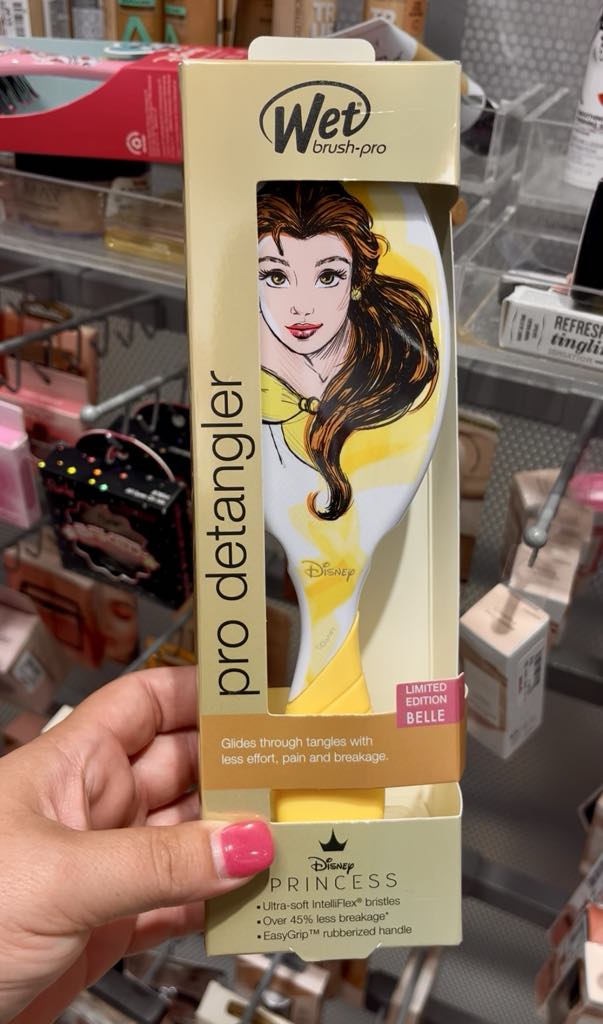 Wet
brush-pro
pro detangler
Disney
LIMITED
EDITION
BELLE
Glides through tangles with
less effort, pain and breakage.
Disney
PRINCESS
• Ultra-soft IntelliFlex® bristles
• Over 45% less breakage*
• EasyGrip™ rubberized handle
REFRESH